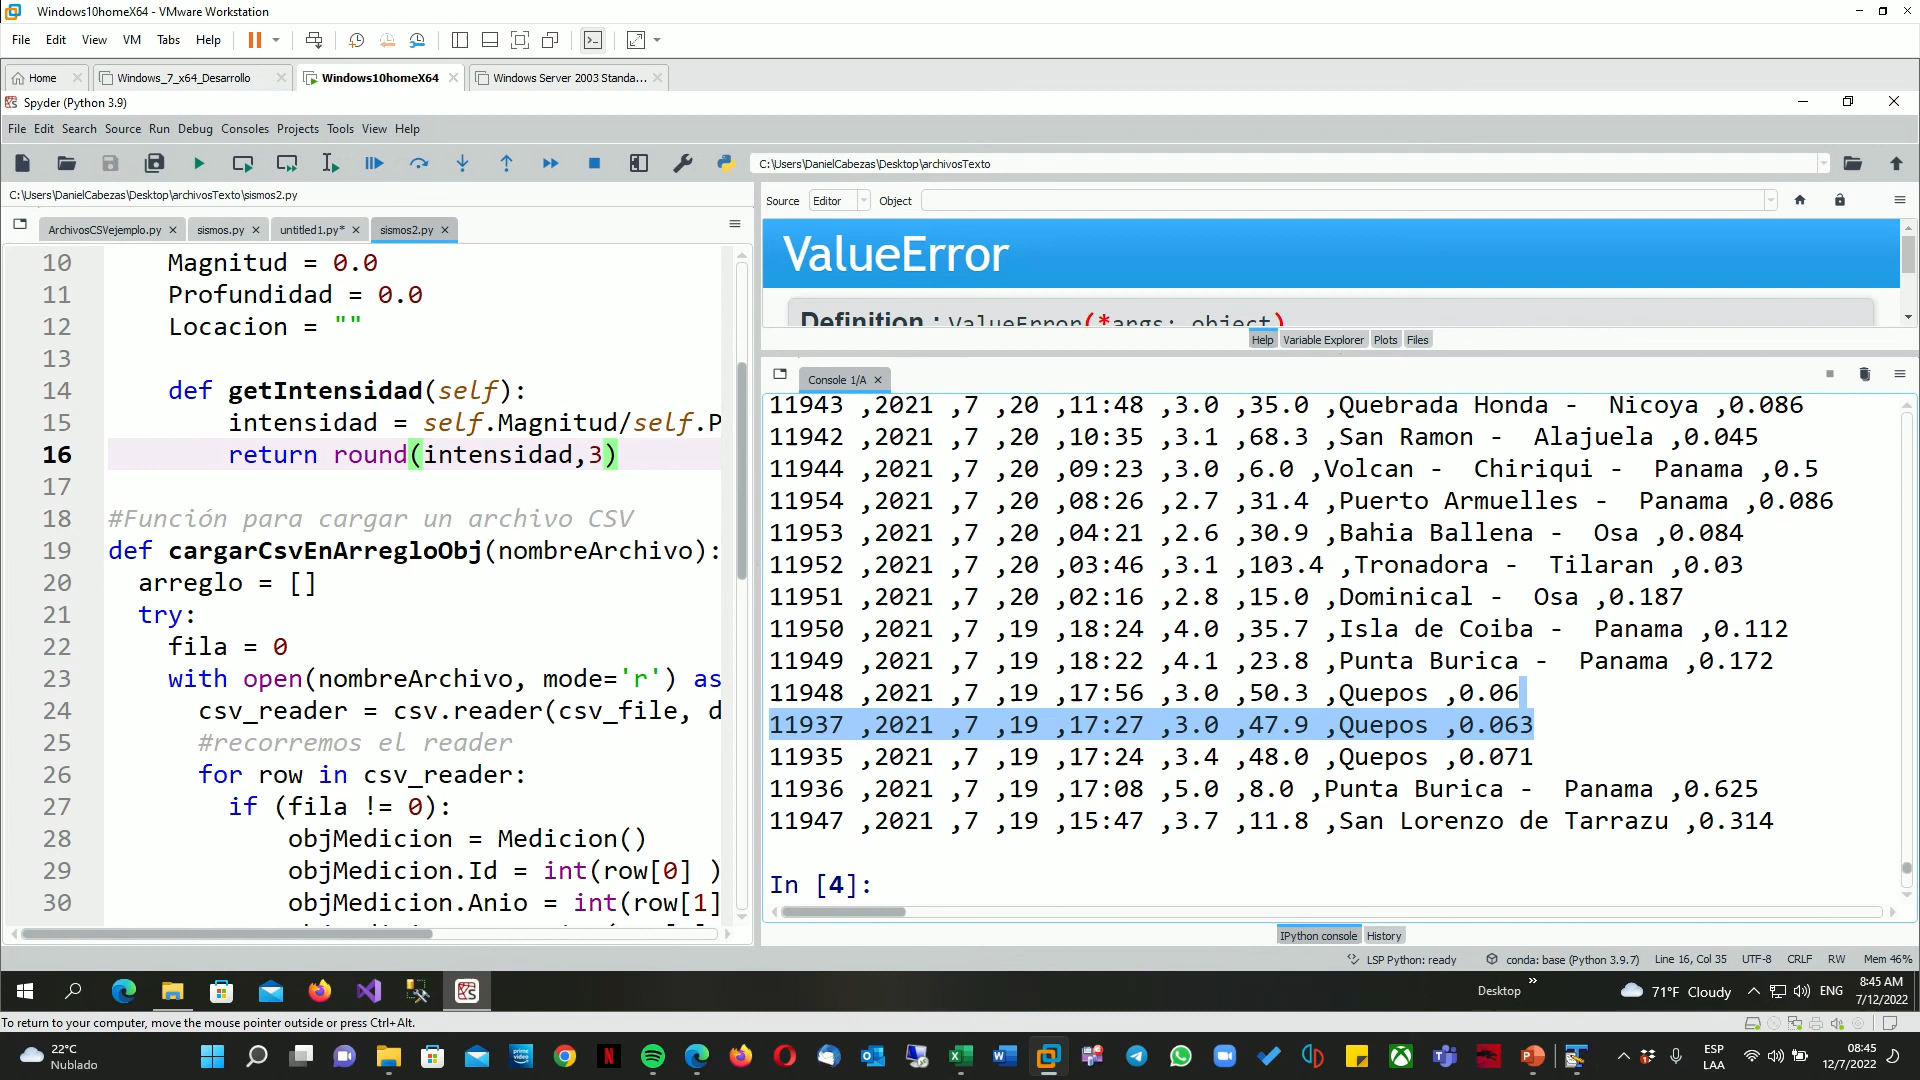 Windows10homeX64 - VMware Workstation
File Edit View VM Tabs Help
Home Windows_7_x64_Desarrollo Windows10homeX64 Windows Server 2003 Standa...
Spyder (Python 3.9)
File Edit Search Source Run Debug Consoles Projects Tools View Help
C:\Users\DanielCabezas\Desktop\archivosTexto
C:\Users\DanielCabezas\Desktop\archivosTexto\sismos2.py
ArchivosCSVejemplo.py sismos.py untitled1.py* sismos2.py
10 Magnitud = 0.0
11 Profundidad = 0.0
12 Locacion = ""
13
14 def getIntensidad(self):
15 intensidad = self.Magnitud/self.P
16 return round(intensidad,3)
17
18 #Función para cargar un archivo CSV
19 def cargarCsvEnArregloObj(nombreArchivo):
20 arreglo = []
21 try:
22 fila = 0
23 with open(nombreArchivo, mode='r') as
24 csv_reader = csv.reader(csv_file, d
25 #recorremos el reader
26 for row in csv_reader:
27 if (fila != 0):
28 objMedicion = Medicion()
29 objMedicion.Id = int(row[0] )
30 objMedicion.Anio = int(row[1]
Source Editor Object
ValueError
Definition : ValueError(*args: object)
Help Variable Explorer Plots Files
Console 1/A
11943 ,2021 ,7 ,20 ,11:48 ,3.0 ,35.0 ,Quebrada Honda -  Nicoya ,0.086
11942 ,2021 ,7 ,20 ,10:35 ,3.1 ,68.3 ,San Ramon -  Alajuela ,0.045
11944 ,2021 ,7 ,20 ,09:23 ,3.0 ,6.0 ,Volcan -  Chiriqui -  Panama ,0.5
11954 ,2021 ,7 ,20 ,08:26 ,2.7 ,31.4 ,Puerto Armuelles -  Panama ,0.086
11953 ,2021 ,7 ,20 ,04:21 ,2.6 ,30.9 ,Bahia Ballena -  Osa ,0.084
11952 ,2021 ,7 ,20 ,03:46 ,3.1 ,103.4 ,Tronadora -  Tilaran ,0.03
11951 ,2021 ,7 ,20 ,02:16 ,2.8 ,15.0 ,Dominical -  Osa ,0.187
11950 ,2021 ,7 ,19 ,18:24 ,4.0 ,35.7 ,Isla de Coiba -  Panama ,0.112
11949 ,2021 ,7 ,19 ,18:22 ,4.1 ,23.8 ,Punta Burica -  Panama ,0.172
11948 ,2021 ,7 ,19 ,17:56 ,3.0 ,50.3 ,Quepos ,0.06
11937 ,2021 ,7 ,19 ,17:27 ,3.0 ,47.9 ,Quepos ,0.063
11935 ,2021 ,7 ,19 ,17:24 ,3.4 ,48.0 ,Quepos ,0.071
11936 ,2021 ,7 ,19 ,17:08 ,5.0 ,8.0 ,Punta Burica -  Panama ,0.625
11947 ,2021 ,7 ,19 ,15:47 ,3.7 ,11.8 ,San Lorenzo de Tarrazu ,0.314
In [4]:
IPython console History
LSP Python: ready conda: base (Python 3.9.7) Line 16, Col 35 UTF-8 CRLF RW Mem 46%
Desktop 71°F Cloudy ENG 8:45 AM
7/12/2022
To return to your computer, move the mouse pointer outside or press Ctrl+Alt.
22°C
Nublado
ESP
LAA
08:45
12/7/2022